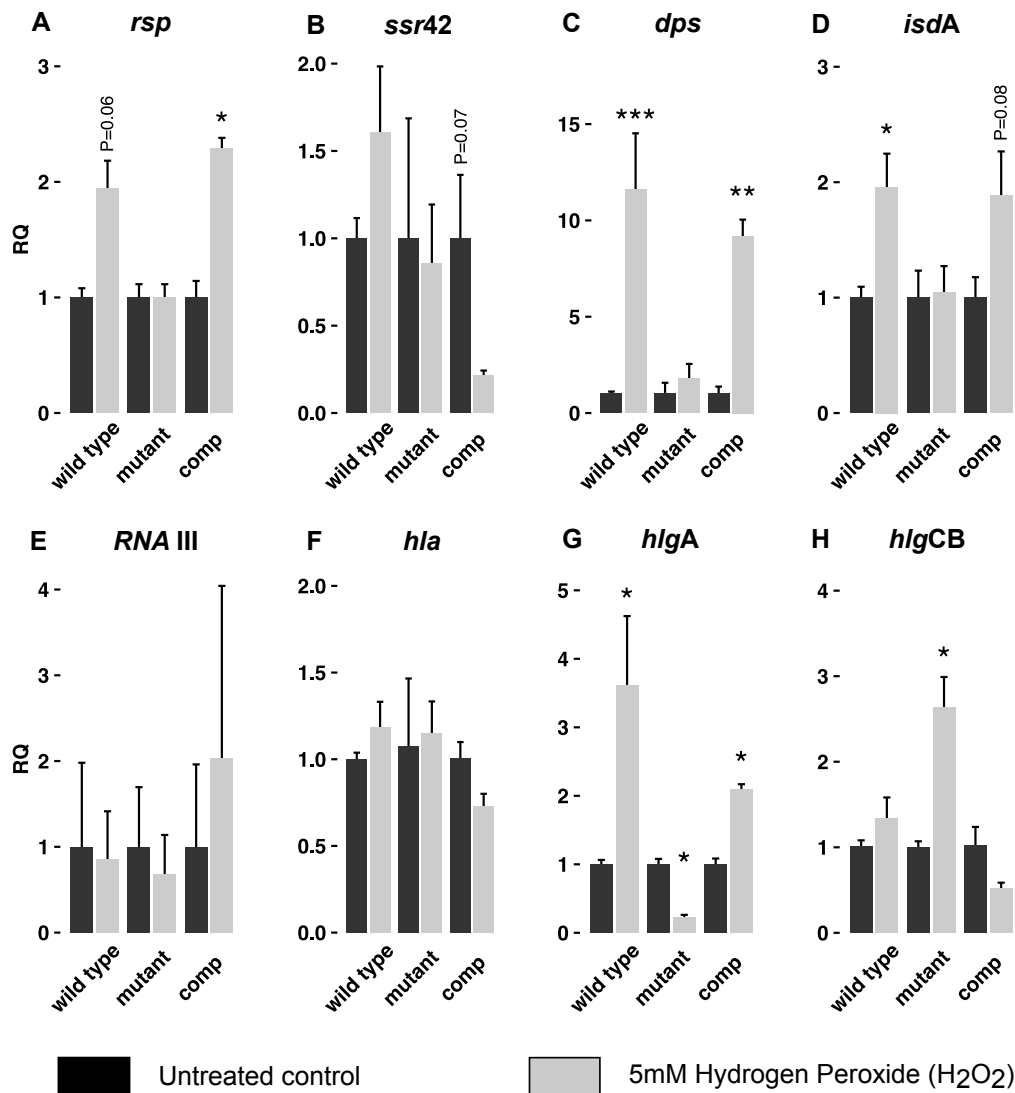 A rsp
3
2
1
0
RQ
P=0.06
*
wild type
mutant
comp
B ssr42
2.0
1.5
1.0
0.5
0.0
P=0.07
wild type
mutant
comp
C dps
15
10
5
0
***
**
wild type
mutant
comp
D isdA
3
2
1
0
*
P=0.08
wild type
mutant
comp
E RNA III
4
3
2
1
0
RQ
wild type
mutant
comp
F hla
2.0
1.5
1.0
0.5
0.0
wild type
mutant
comp
G hlgA
5
4
3
2
1
0
*
*
*
wild type
mutant
comp
H hlgCB
4
3
2
1
0
*
wild type
mutant
comp
Untreated control
5mM Hydrogen Peroxide (H₂O₂)